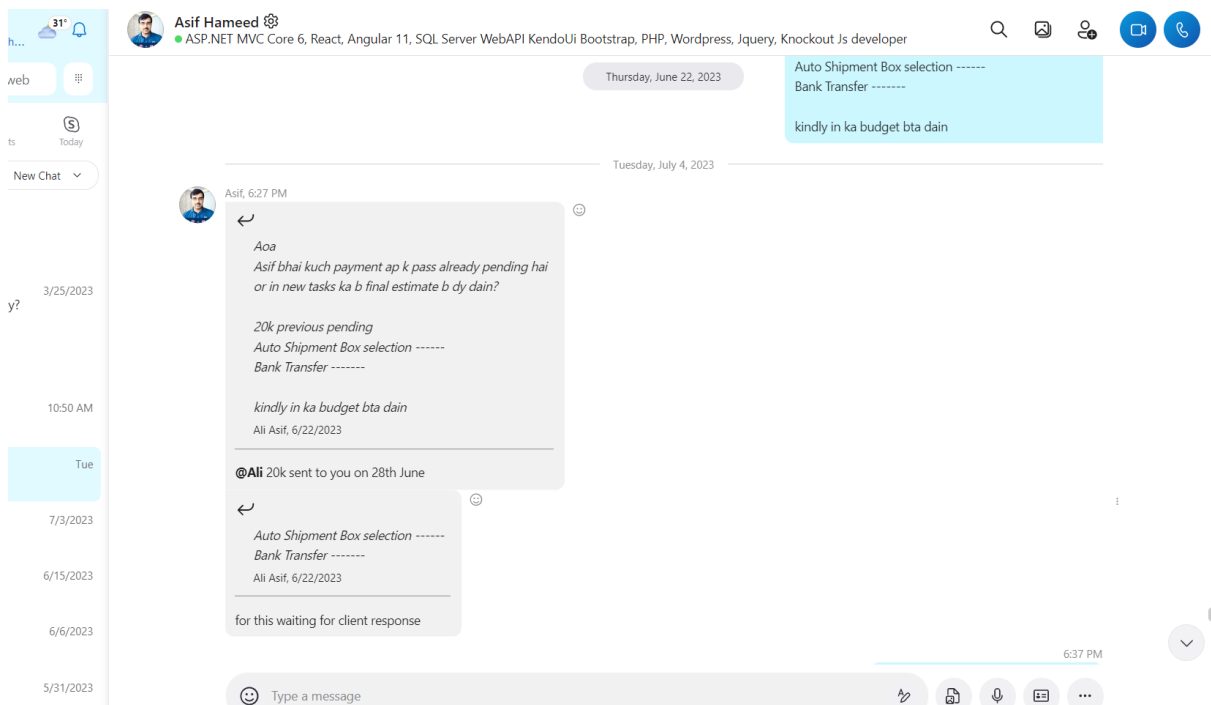 31°
h...
web
ts
Today
New Chat
3/25/2023
y?
10:50 AM
Tue
7/3/2023
6/15/2023
6/6/2023
5/31/2023
Asif Hameed
ASP.NET MVC Core 6, React, Angular 11, SQL Server WebAPI KendoUi Bootstrap, PHP, Wordpress, Jquery, Knockout Js developer
Thursday, June 22, 2023
Auto Shipment Box selection ------
Bank Transfer -------
kindly in ka budget bta dain
Tuesday, July 4, 2023
Asif, 6:27 PM
Aoa
Asif bhai kuch payment ap k pass already pending hai
or in new tasks ka b final estimate b dy dain?
20k previous pending
Auto Shipment Box selection ------
Bank Transfer -------
kindly in ka budget bta dain
Ali Asif, 6/22/2023
@Ali 20k sent to you on 28th June
Auto Shipment Box selection ------
Bank Transfer -------
Ali Asif, 6/22/2023
for this waiting for client response
6:37 PM
Type a message